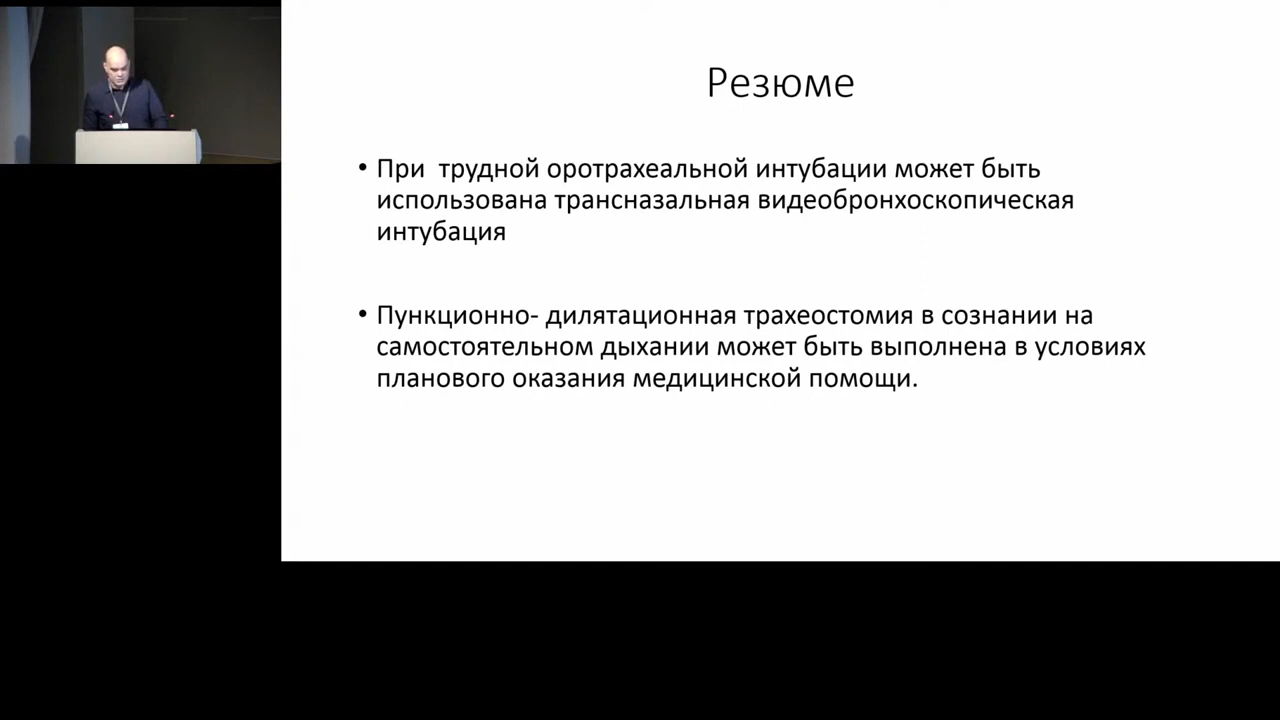 Резюме
• При  трудной оротрахеальной интубации может быть
использована трансназальная видеобронхоскопическая
интубация
• Пункционно- дилятационная трахеостомия в сознании на
самостоятельном дыхании может быть выполнена в условиях
планового оказания медицинской помощи.